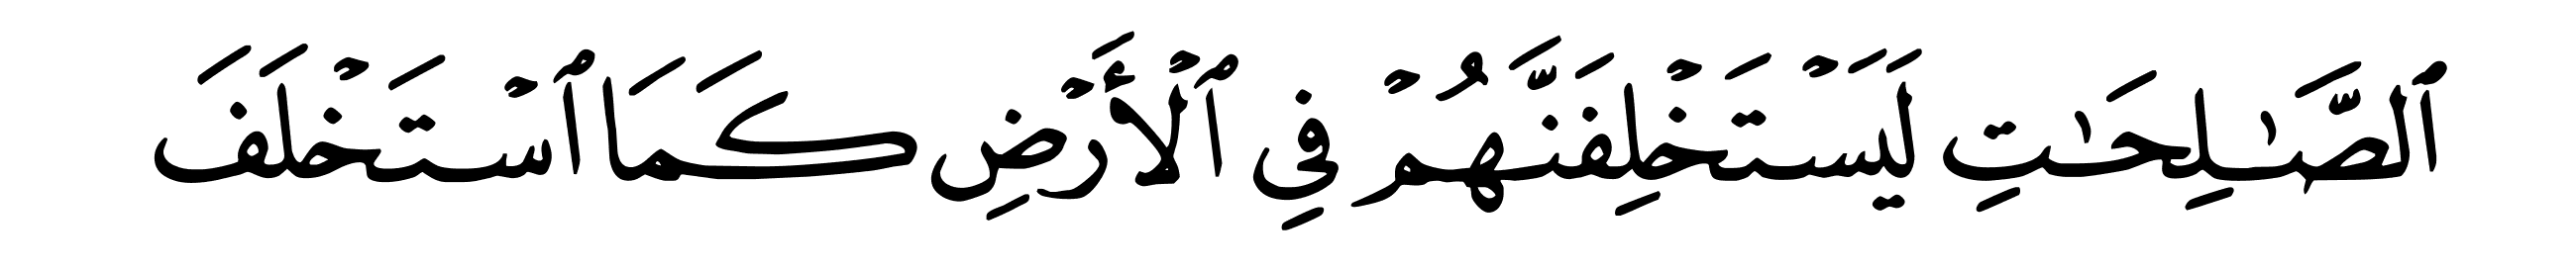 ٱلصَّـٰلِحَـٰتِ لَيَسْتَخْلِفَنَّهُمْ فِي ٱلْأَرْضِ كَمَا ٱسْتَخْلَفَ